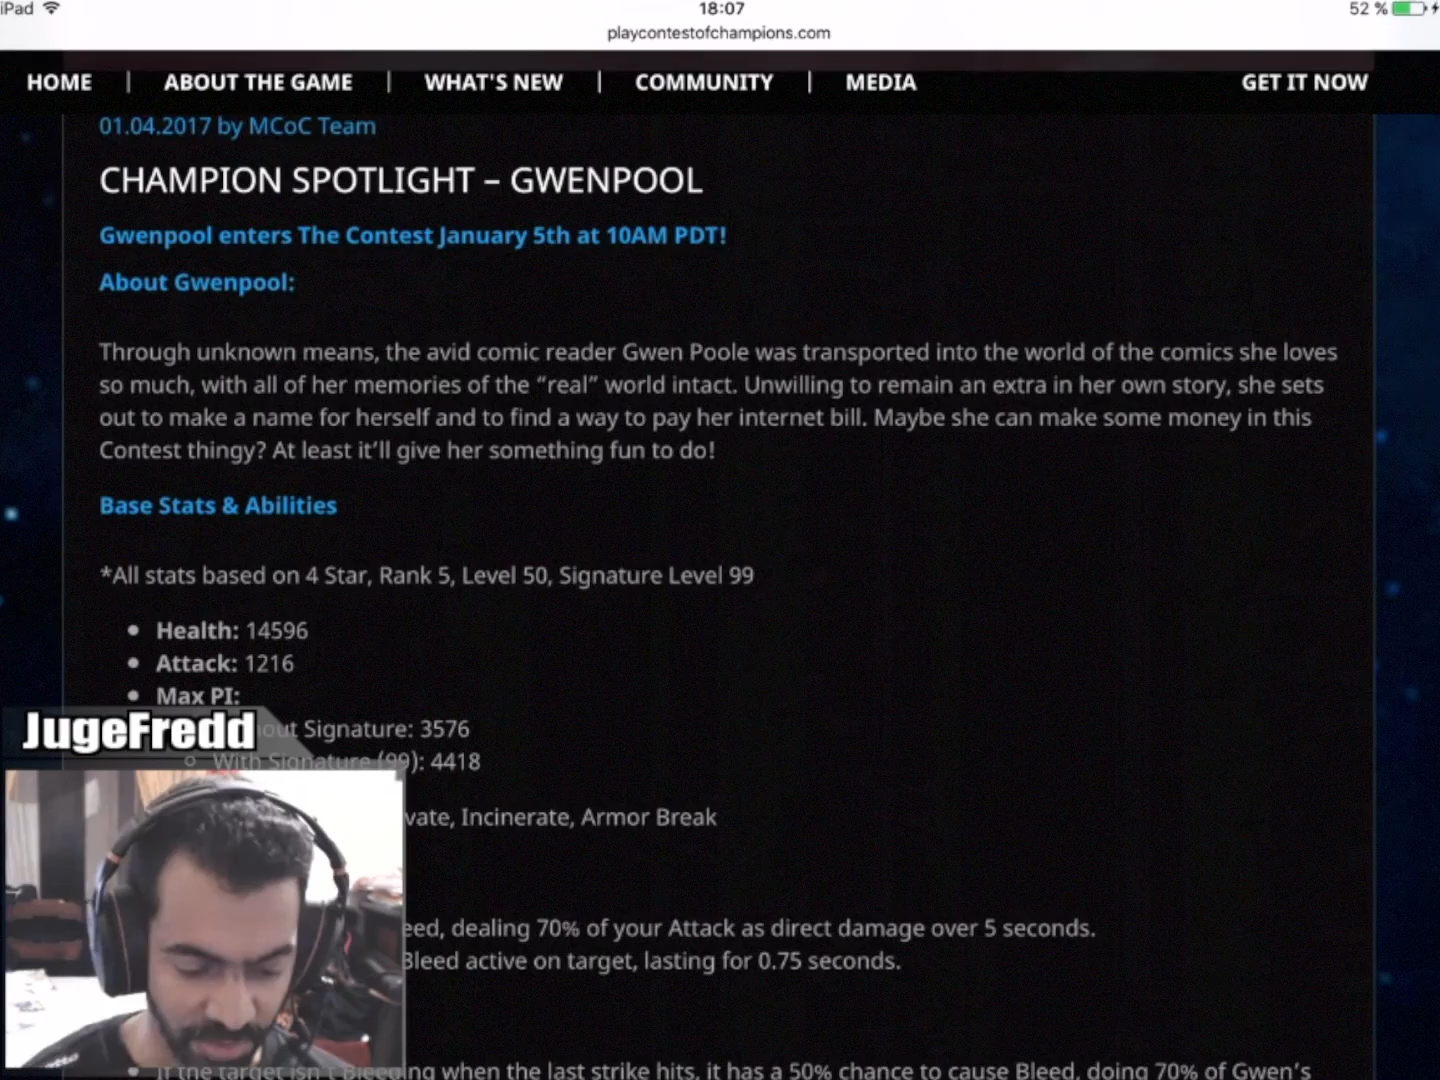 iPad 18:07 52 %
playcontestofchampions.com
HOME | ABOUT THE GAME | WHAT'S NEW | COMMUNITY | MEDIA GET IT NOW
01.04.2017 by MCoC Team
CHAMPION SPOTLIGHT – GWENPOOL
Gwenpool enters The Contest January 5th at 10AM PDT!
About Gwenpool:
Through unknown means, the avid comic reader Gwen Poole was transported into the world of the comics she loves
so much, with all of her memories of the “real” world intact. Unwilling to remain an extra in her own story, she sets
out to make a name for herself and to find a way to pay her internet bill. Maybe she can make some money in this
Contest thingy? At least it’ll give her something fun to do!
Base Stats & Abilities
*All stats based on 4 Star, Rank 5, Level 50, Signature Level 99
• Health: 14596
• Attack: 1216
• Max PI:
JugeFredd
out Signature: 3576
With Signature (99): 4418
vate, Incinerate, Armor Break
eed, dealing 70% of your Attack as direct damage over 5 seconds.
Bleed active on target, lasting for 0.75 seconds.
• If the target isn't Bleeding when the last strike hits, it has a 50% chance to cause Bleed, doing 70% of Gwen’s